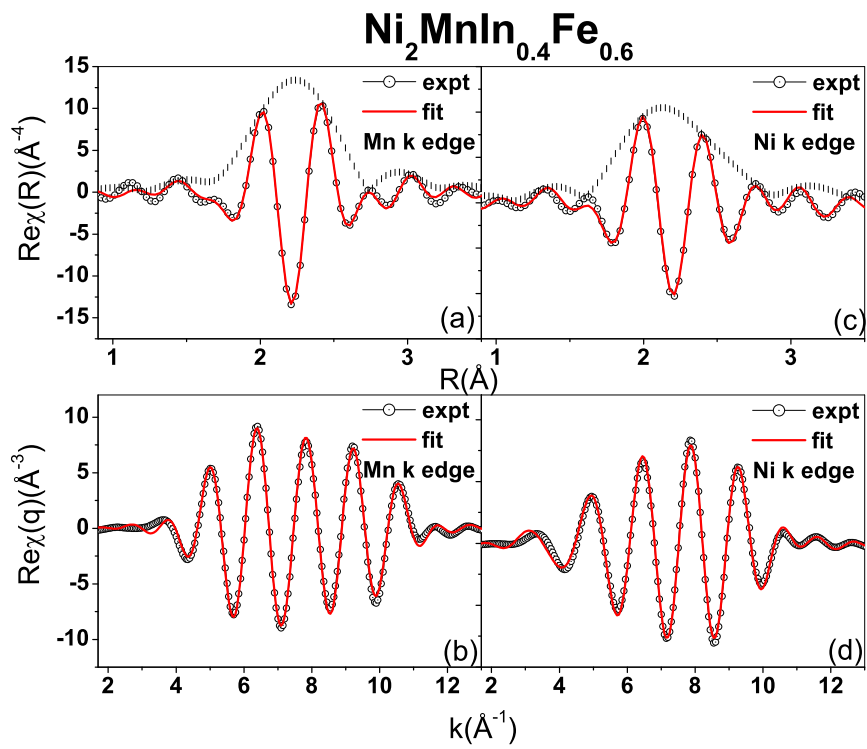 Ni2MnIn0.4Fe0.6
15
10
5
0
-5
-10
-15
Reχ(R)(Å-4)
expt
fit
Mn k edge
(a)
1
2
3
expt
fit
Ni k edge
(c)
1
2
3
R(Å)
10
5
0
-5
-10
Reχ(q)(Å-3)
expt
fit
Mn k edge
(b)
2
4
6
8
10
expt
fit
Ni k edge
(d)
2
4
6
8
10
12
k(Å-1)